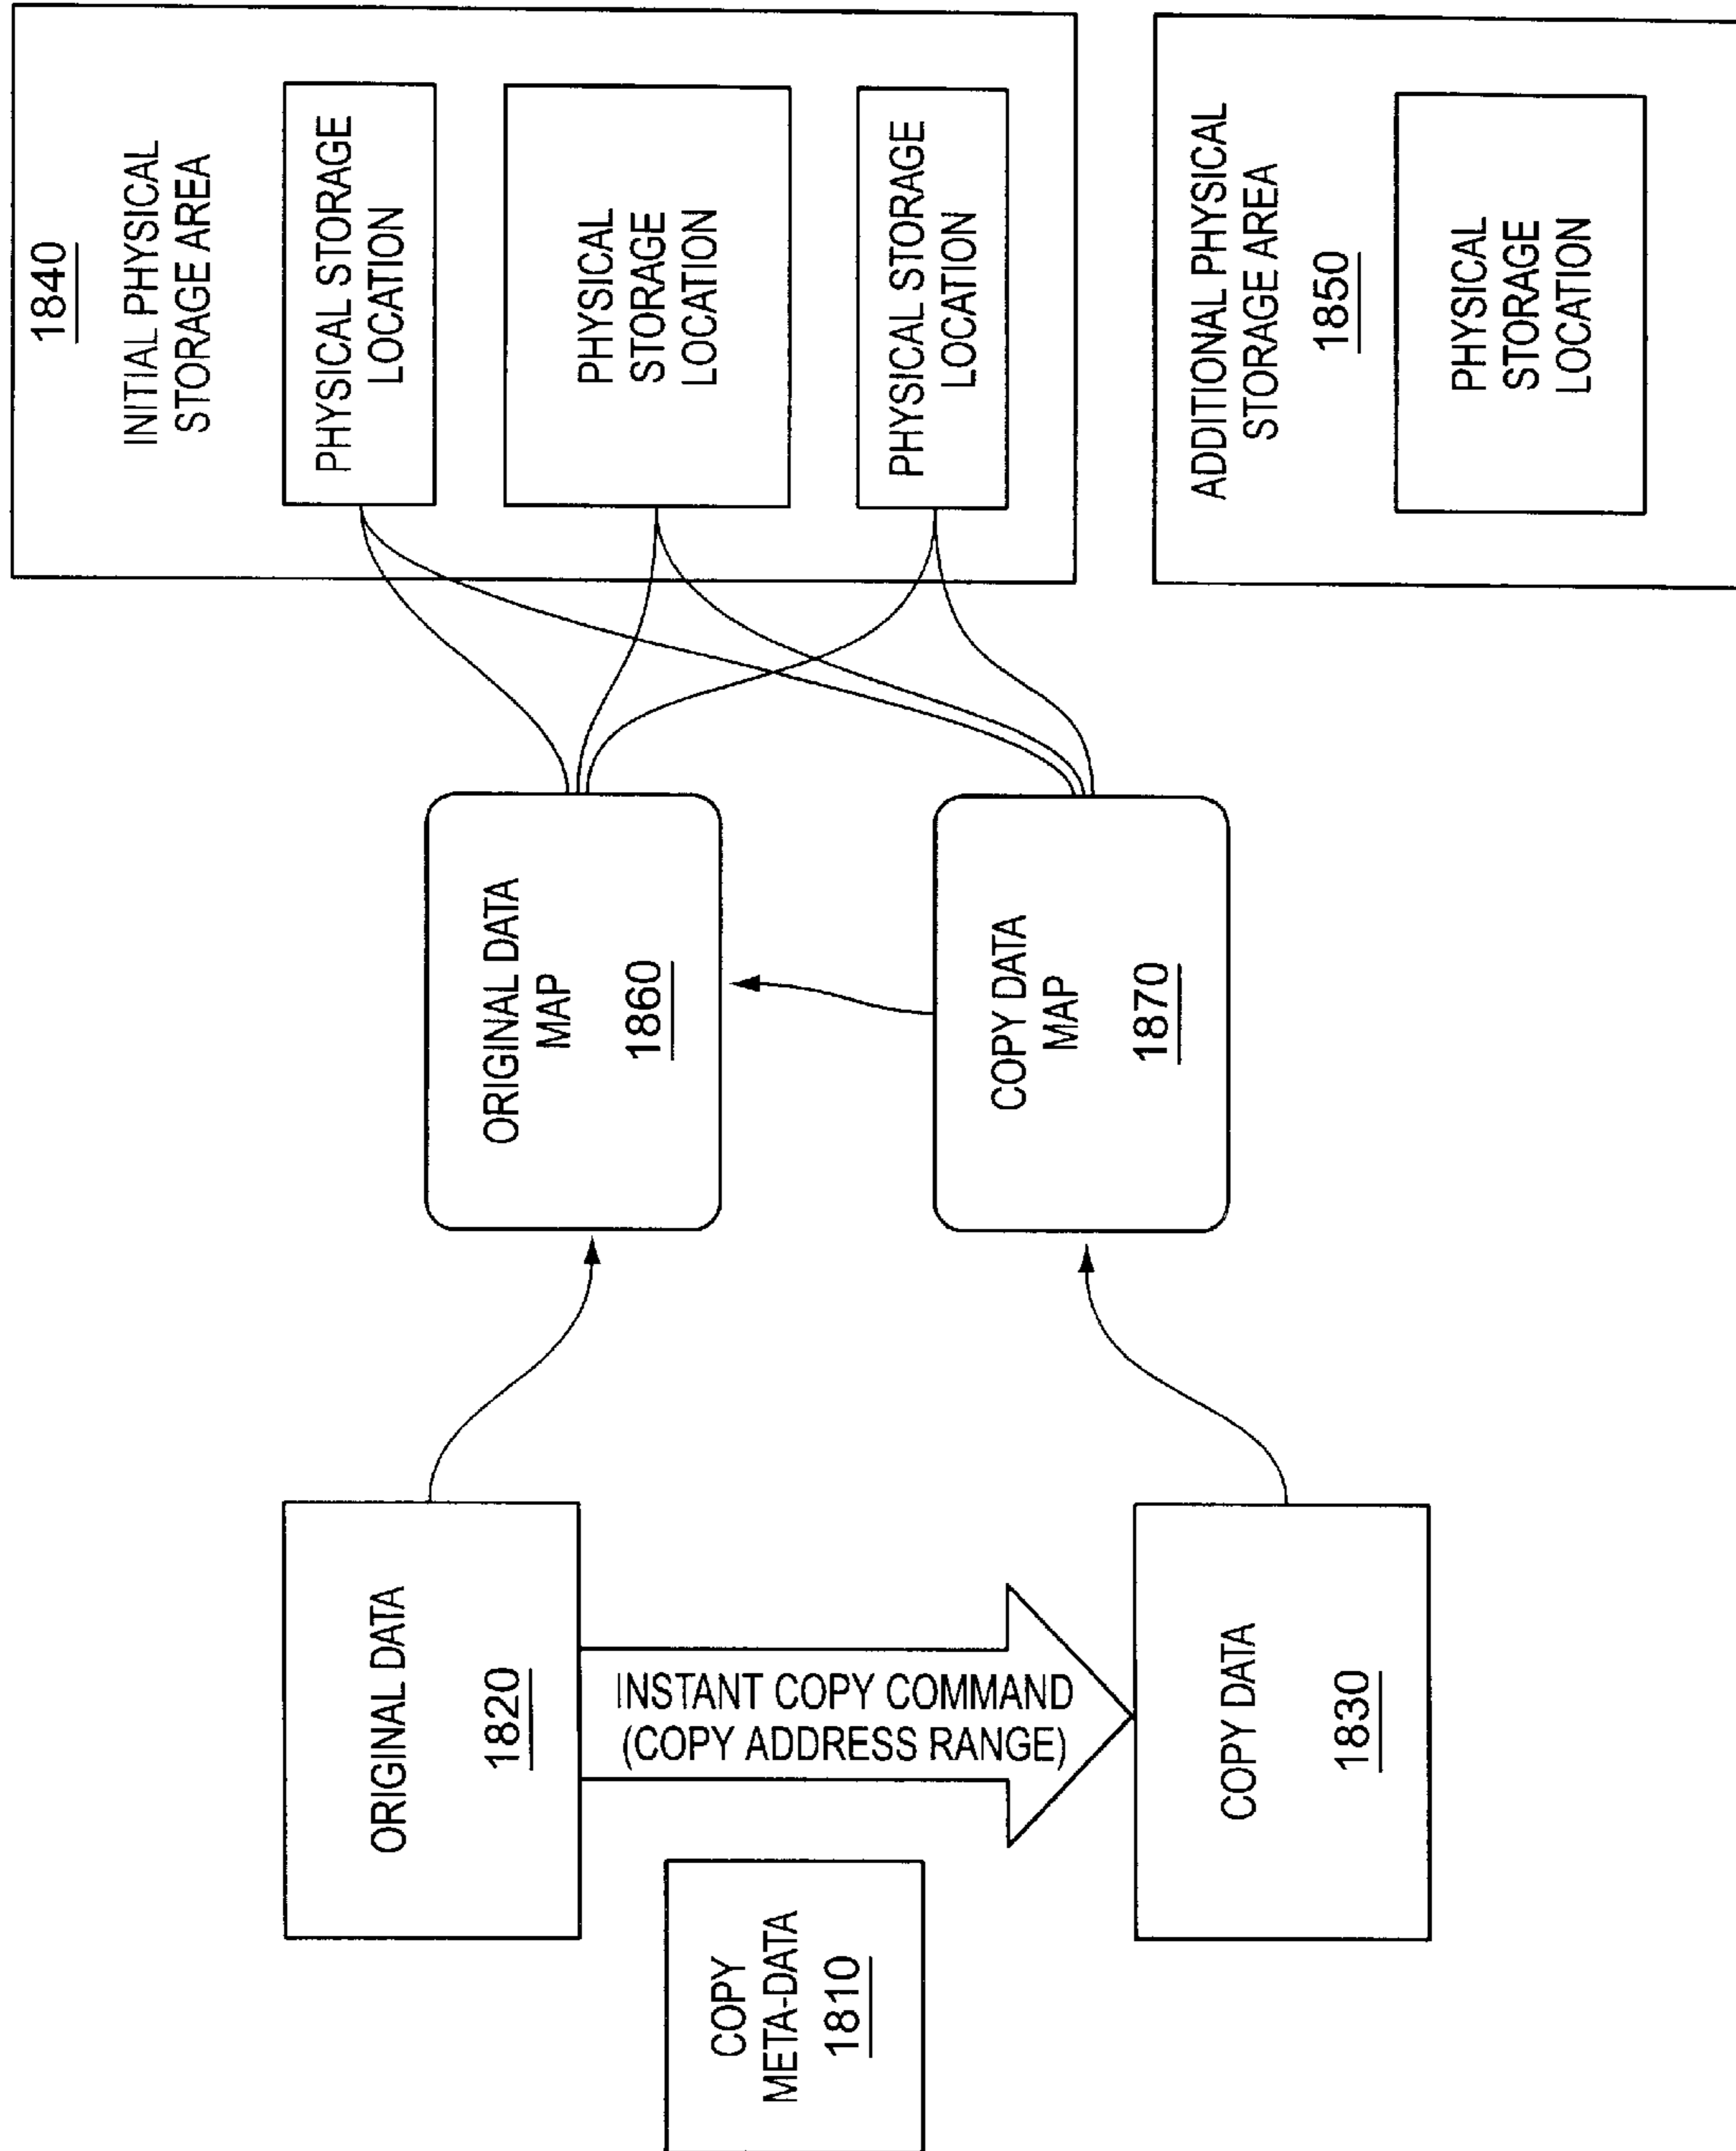 COPY
META-DATA
1810
ORIGINAL DATA
1820
INSTANT COPY COMMAND
(COPY ADDRESS RANGE)
COPY DATA
1830
ORIGINAL DATA
MAP
1860
COPY DATA
MAP
1870
1840
INITIAL PHYSICAL
STORAGE AREA
PHYSICAL STORAGE
LOCATION
PHYSICAL
STORAGE
LOCATION
PHYSICAL STORAGE
LOCATION
ADDITIONAL PHYSICAL
STORAGE AREA
1850
PHYSICAL
STORAGE
LOCATION